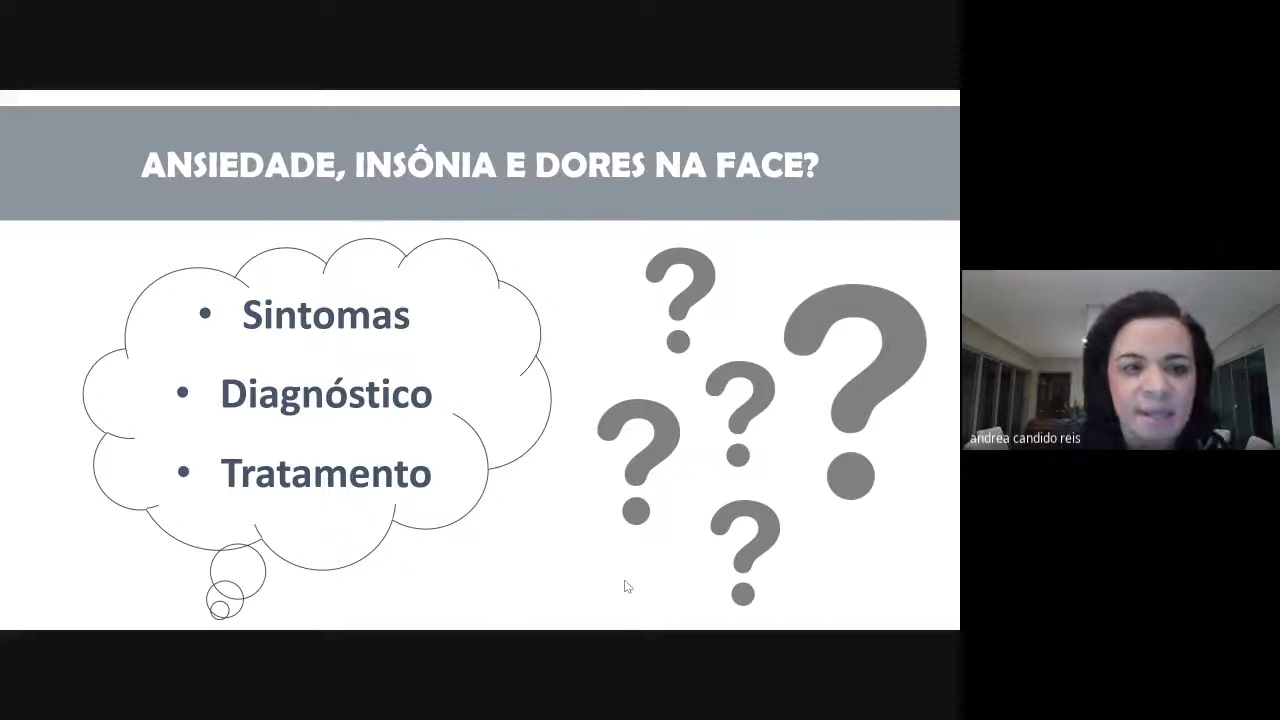 ANSIEDADE, INSÔNIA E DORES NA FACE?
• Sintomas
• Diagnóstico
• Tratamento
? ? ? ? ?
andrea candido reis